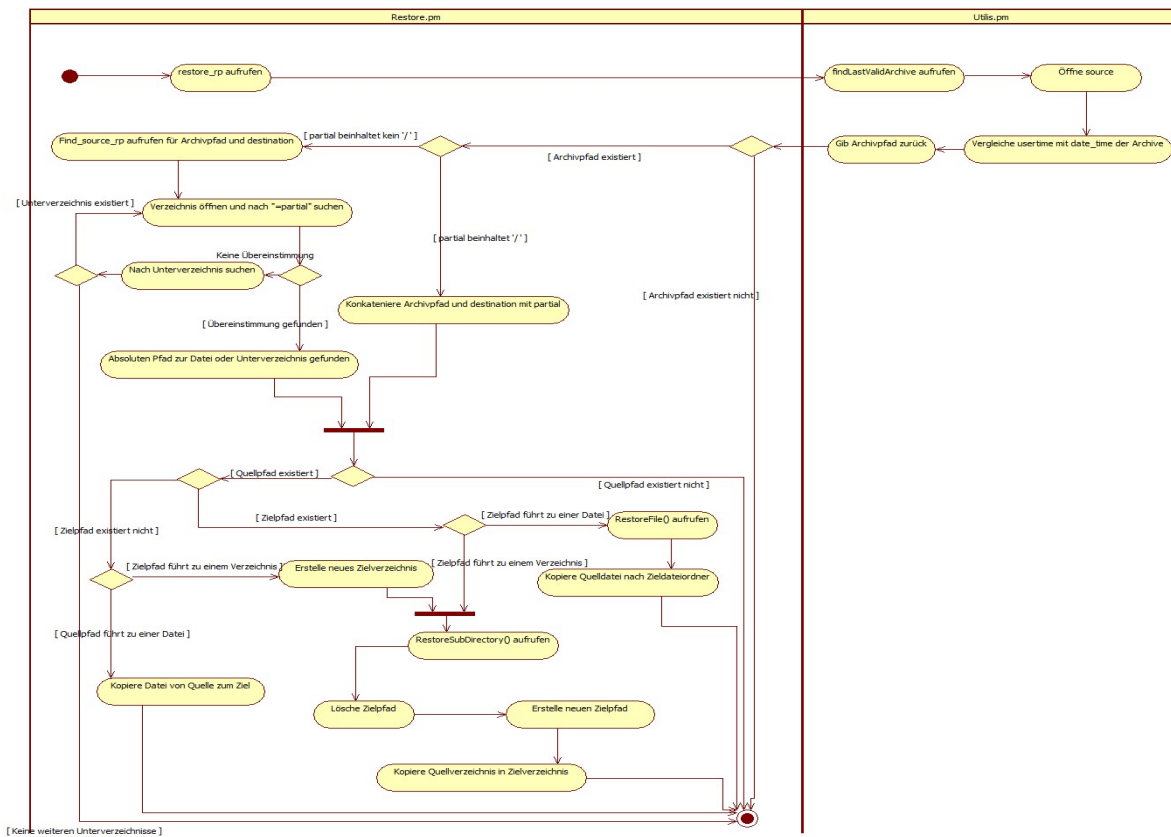 Restore.pm
Utilis.pm
restore_rp aufrufen
findLastValidArchive aufrufen
Öffne source
[ partial beinhaltet kein '/ ' ]
Find_source_rp aufrufen für Archivpfad und destination
[ Archivpfad existiert ]
Gib Archivpfad zurück
Vergleiche usertime mit date_time der Archive
[ Unterverzeichnis existiert ]
Verzeichnis öffnen und nach "=partial" suchen
[ partial beinhaltet '/ ' ]
Keine Übereinstimmung
Nach Unterverzeichnis suchen
[ Archivpfad existiert nicht ]
Konkateniere Archivpfad und destination mit partial
[ Übereinstimmung gefunden ]
Absoluten Pfad zur Datei oder Unterverzeichnis gefunden
[ Quellpfad existiert ]
[ Quellpfad existiert nicht ]
[ Zielpfad existiert ]
[ Zielpfad führt zu einer Datei ]
RestoreFile() aufrufen
[ Zielpfad existiert nicht ]
[ Zielpfad führt zu einem Verzeichnis ]
Erstelle neues Zielverzeichnis
[ Zielpfad führt zu einem Verzeichnis ]
Kopiere Quelldatei nach Zieldateiordner
[ Quellpfad führt zu einer Datei ]
RestoreSubDirectory() aufrufen
Kopiere Datei von Quelle zum Ziel
Lösche Zielpfad
Erstelle neuen Zielpfad
Kopiere Quellverzeichnis in Zielverzeichnis
[ Keine weiteren Unterverzeichnisse ]